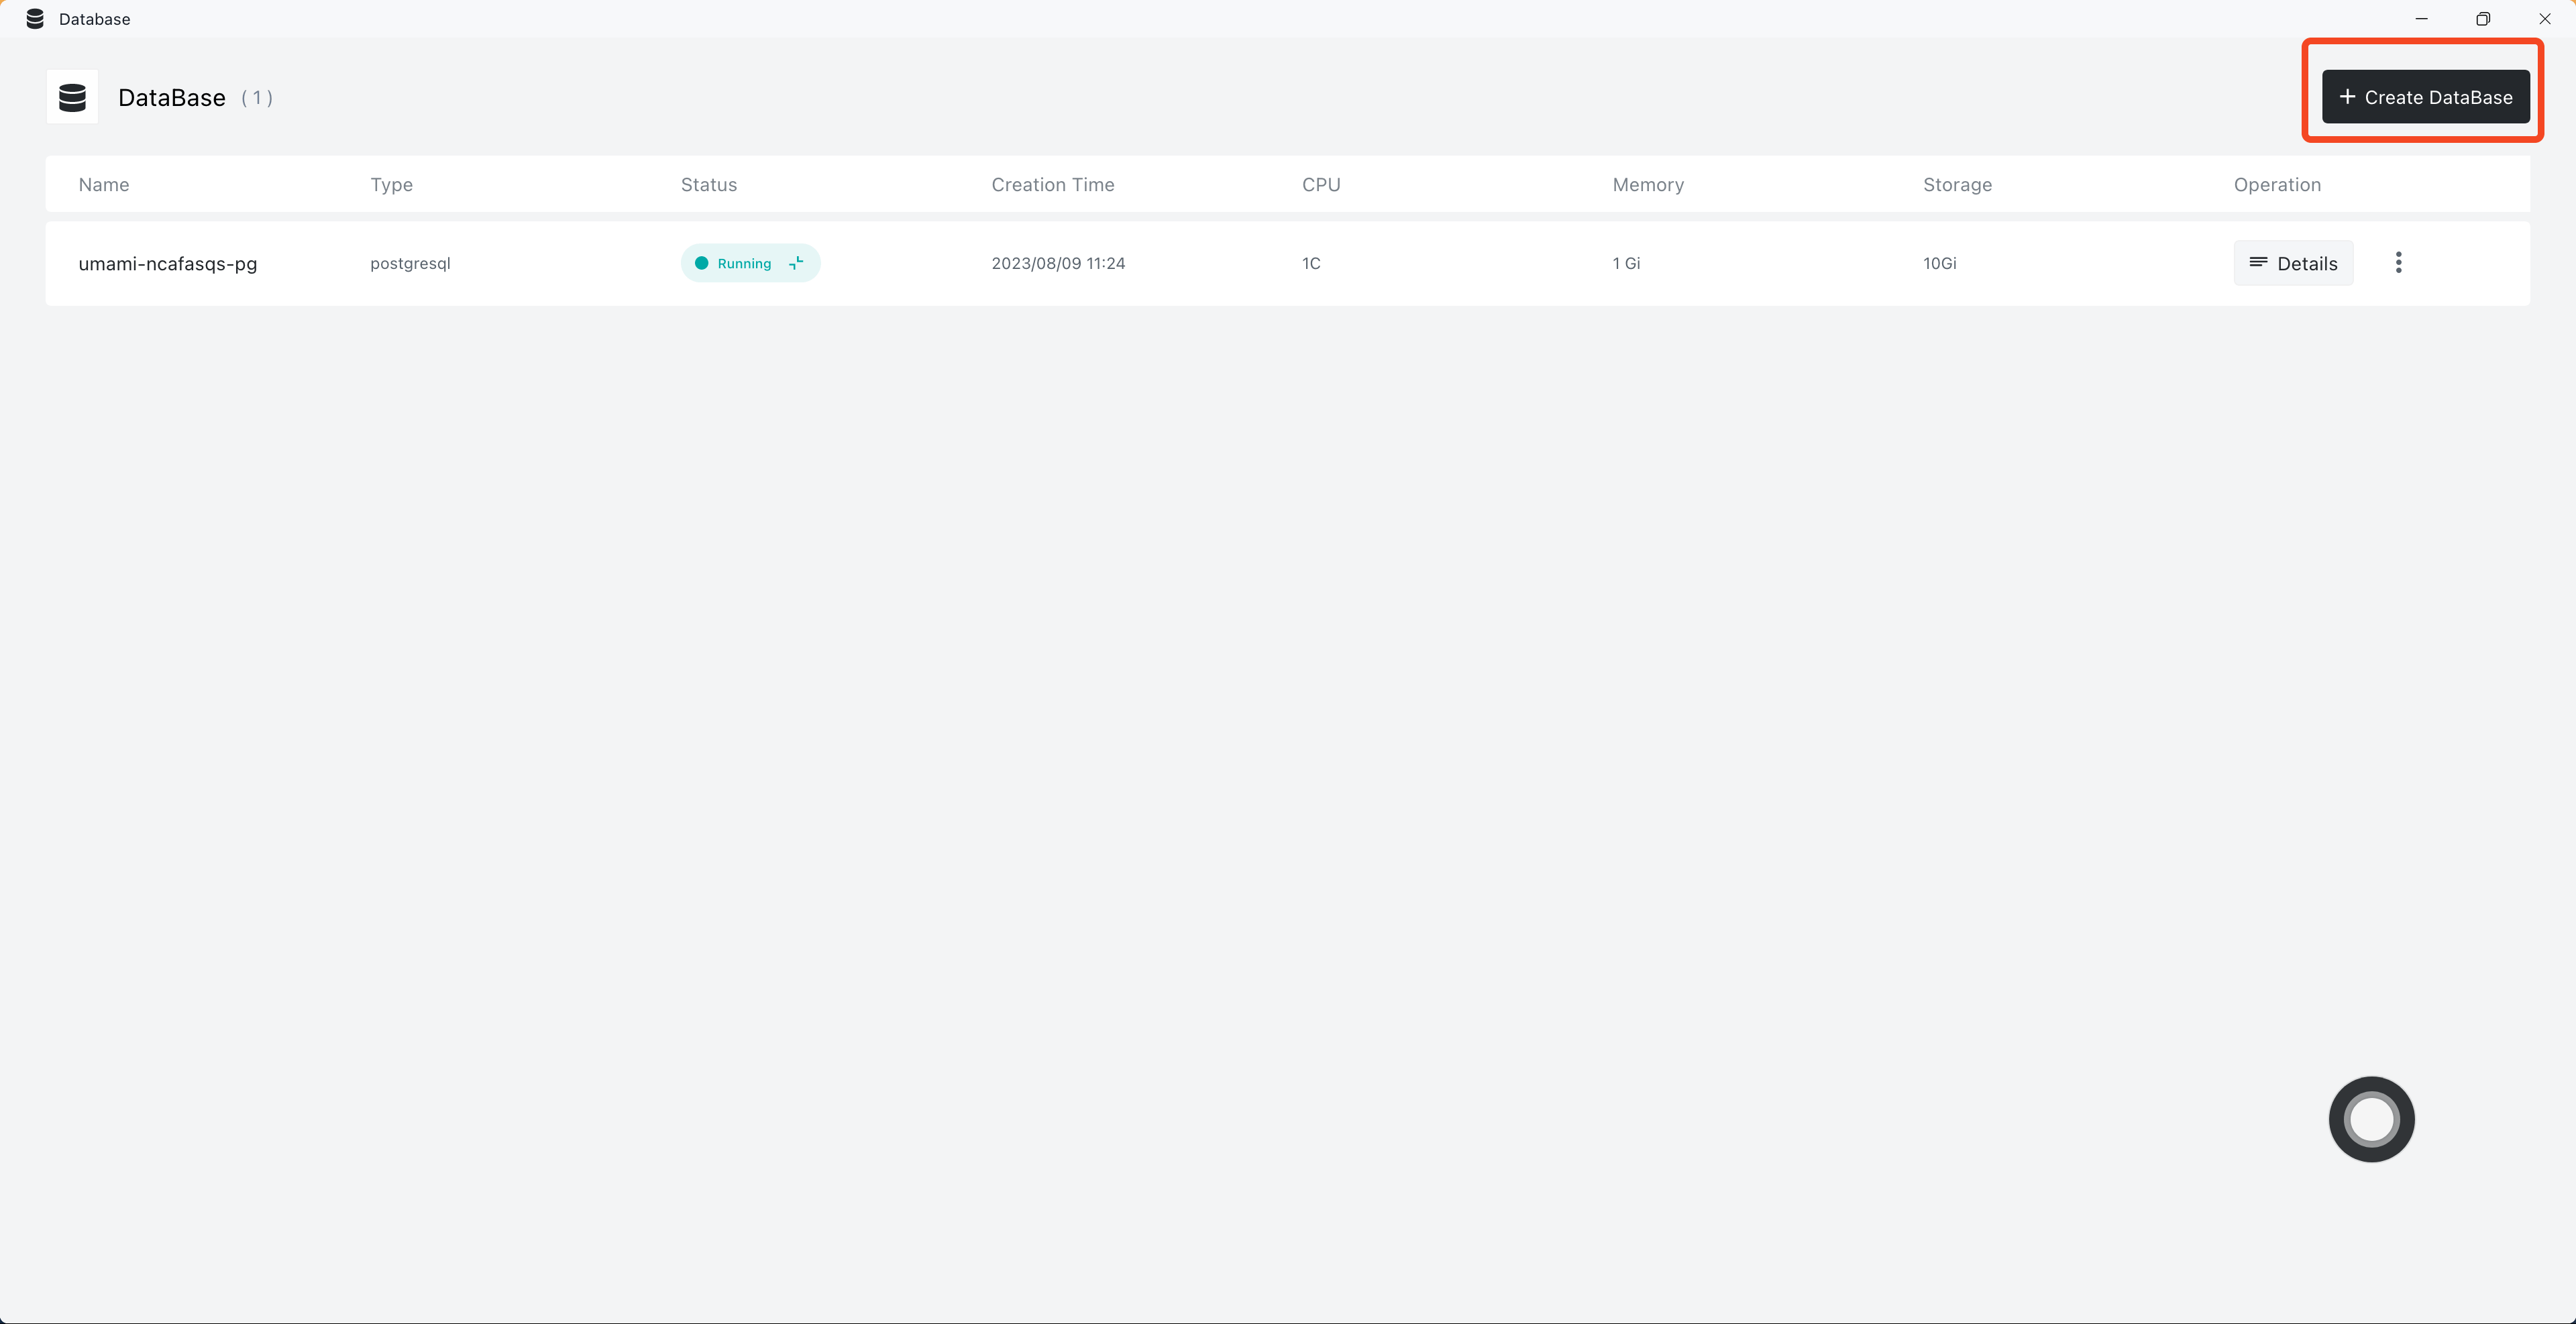 Database
DataBase ( 1 )
+ Create DataBase
Name Type Status Creation Time CPU Memory Storage Operation
umami-ncafasqs-pg postgresql Running 2023/08/09 11:24 1C 1 Gi 10Gi Details